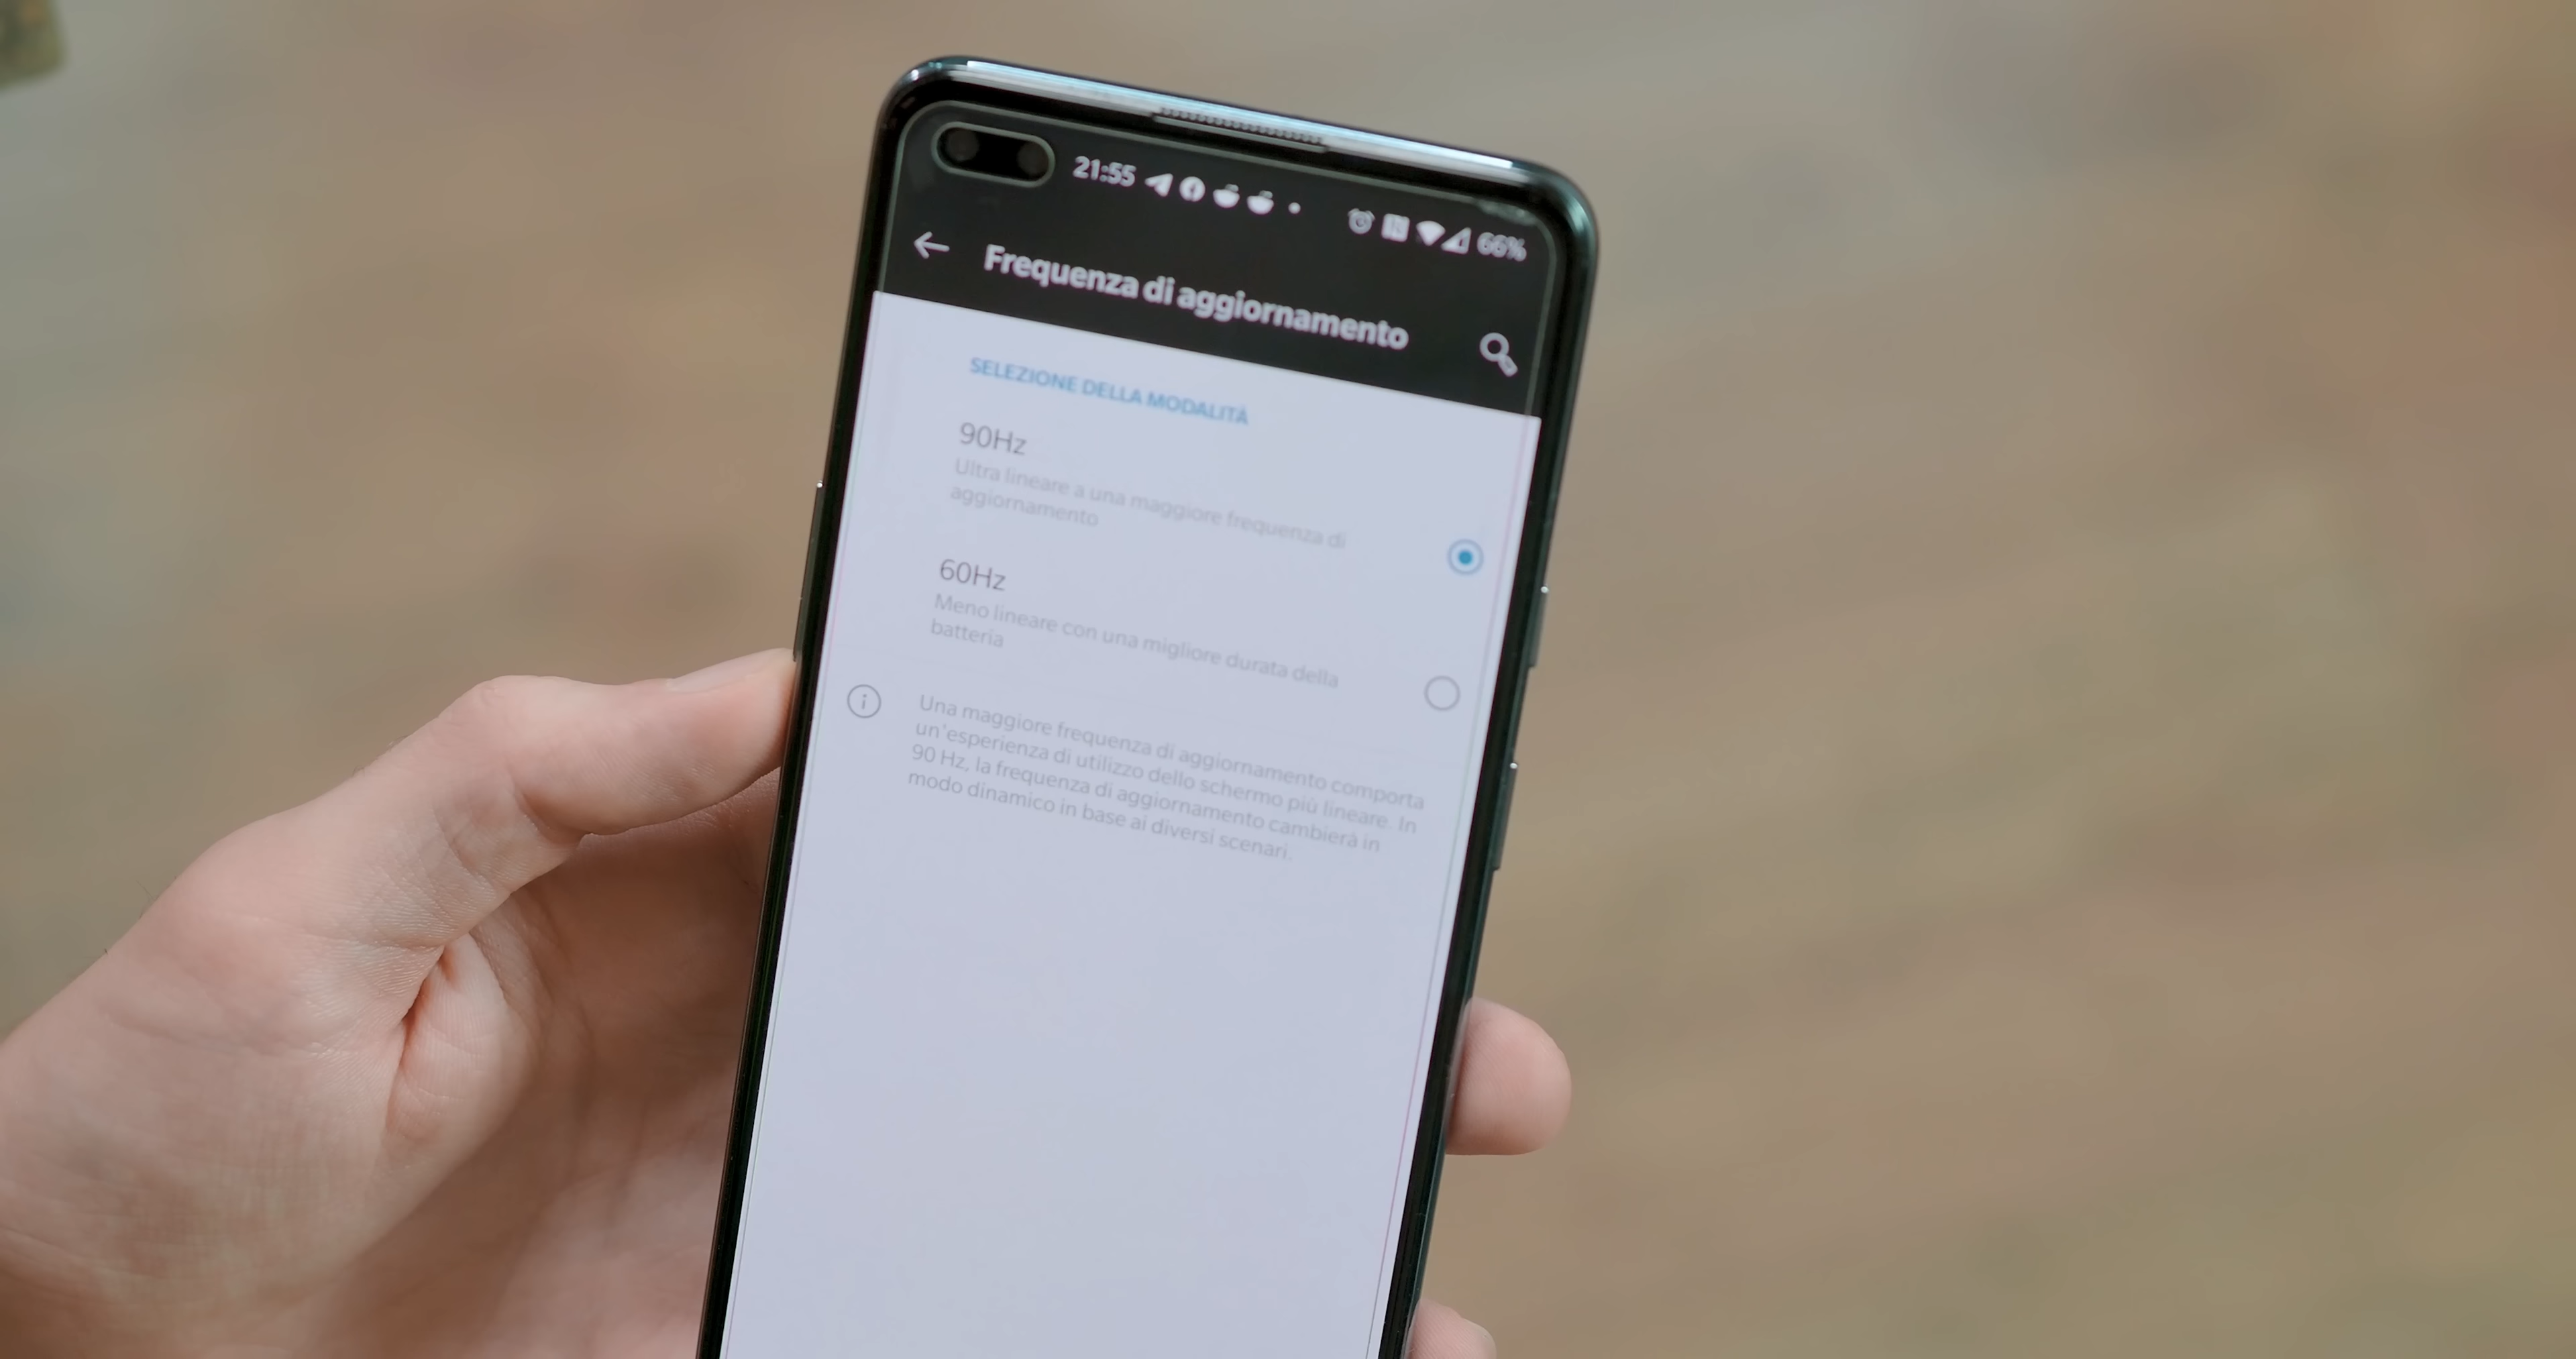 21:55
66%
Frequenza di aggiornamento
SELEZIONE DELLA MODALITÀ
90Hz
Ultra lineare a una maggiore frequenza di
aggiornamento
60Hz
Meno lineare con una migliore durata della
batteria
Una maggiore frequenza di aggiornamento comporta
un'esperienza di utilizzo dello schermo più lineare. In
90 Hz, la frequenza di aggiornamento cambierà in
modo dinamico in base ai diversi scenari.